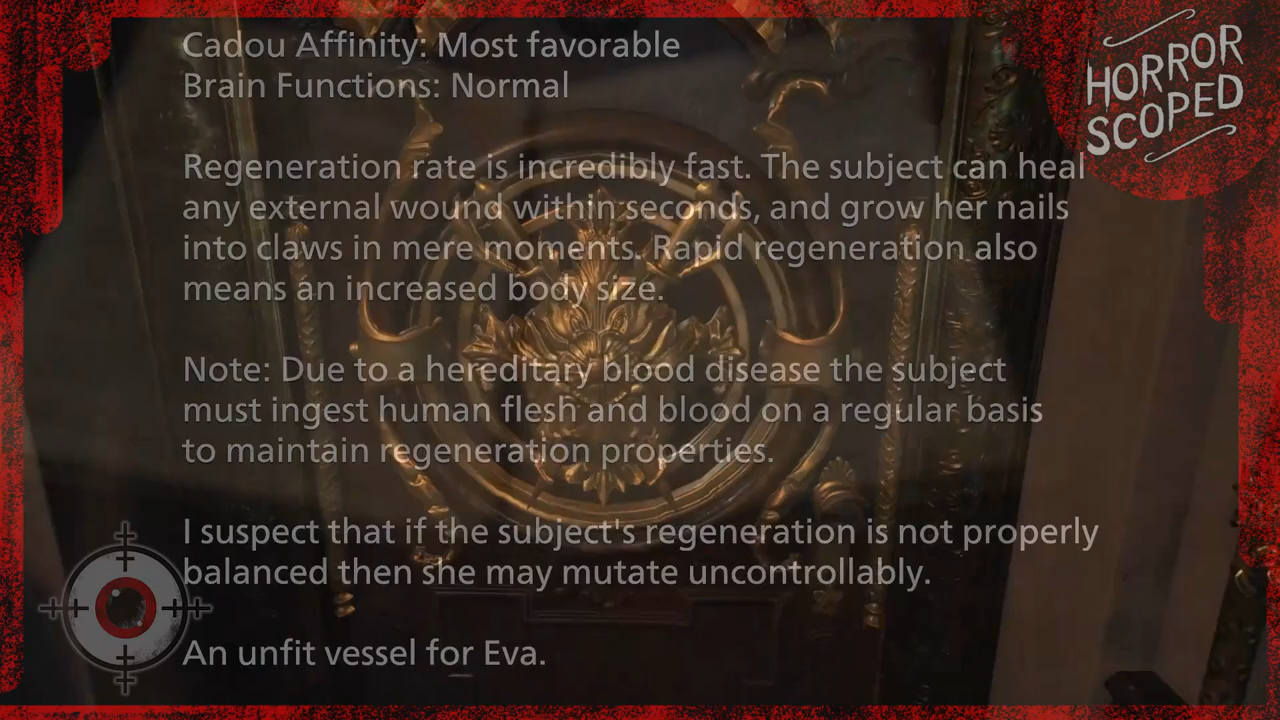 Cadou Affinity: Most favorable
Brain Functions: Normal
HORROR
SCOPED
Regeneration rate is incredibly fast. The subject can heal
any external wound within seconds, and grow her nails
into claws in mere moments. Rapid regeneration also
means an increased body size.
Note: Due to a hereditary blood disease the subject
must ingest human flesh and blood on a regular basis
to maintain regeneration properties.
I suspect that if the subject's regeneration is not properly
balanced then she may mutate uncontrollably.
An unfit vessel for Eva.